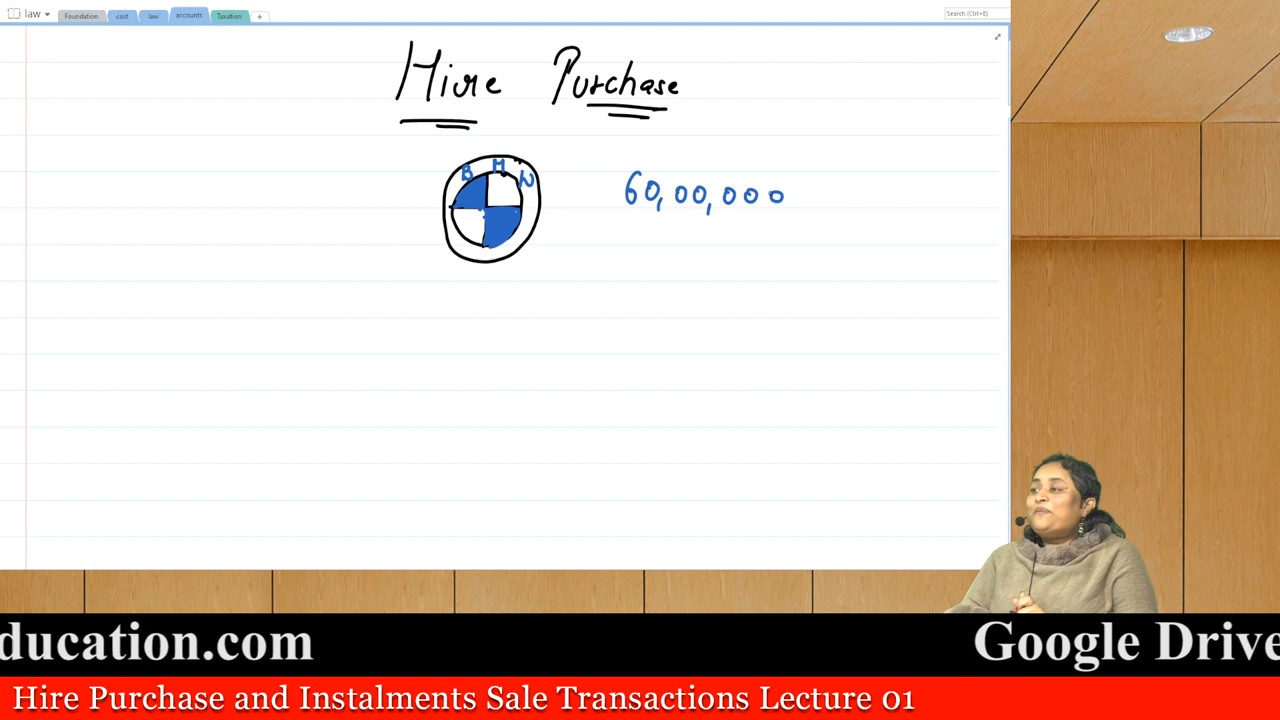 law Foundation cost law accounts Taxation + Search (Ctrl+E)
Hire Purchase
B M W 60,00,000
ducation.com Google Drive
Hire Purchase and Instalments Sale Transactions Lecture 01